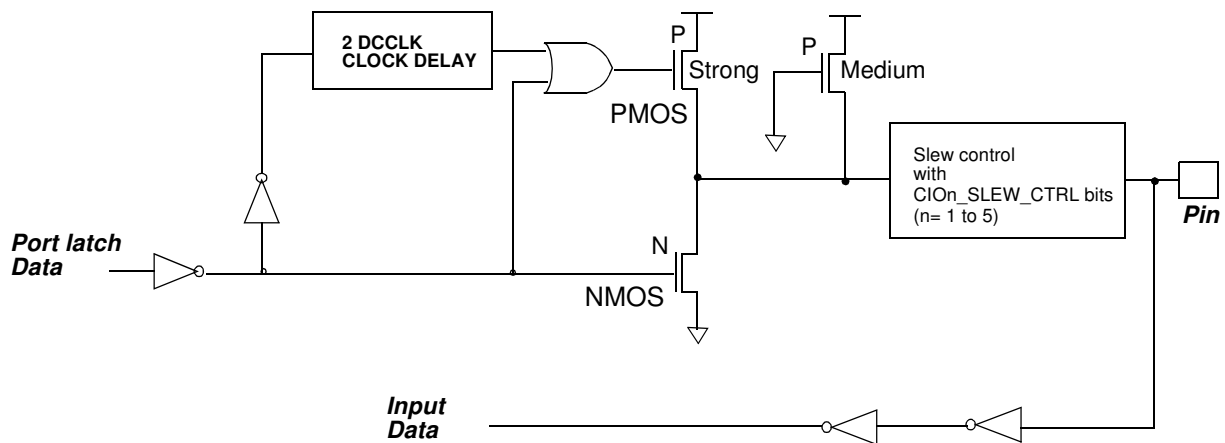 2 DCCLK
CLOCK DELAY
P
Strong
PMOS
P
Medium
Slew control
with
CIOn_SLEW_CTRL bits
(n= 1 to 5)
Pin
Port latch
Data
N
NMOS
Input
Data